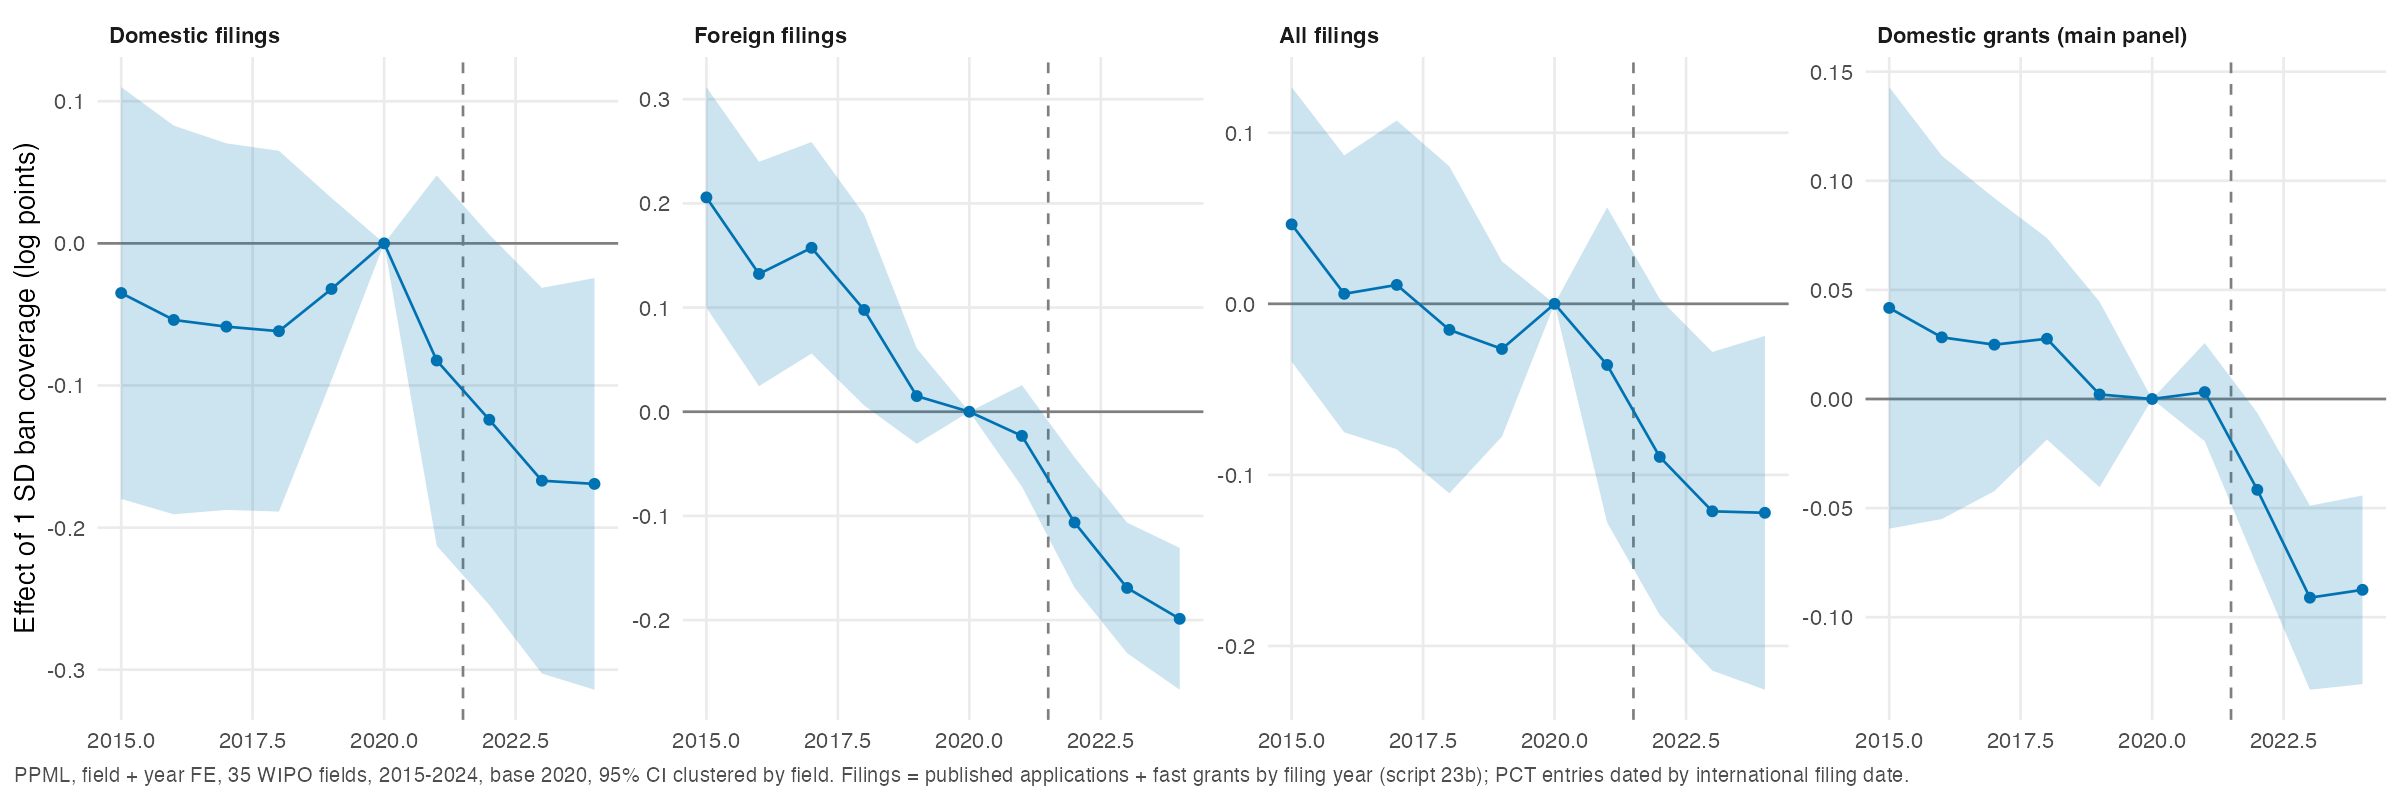 Domestic filings
Foreign filings
All filings
Domestic grants (main panel)
Effect of 1 SD ban coverage (log points)
0.1
0.0
-0.1
-0.2
-0.3
0.3
0.2
0.1
0.0
-0.1
-0.2
0.1
0.0
-0.1
-0.2
0.15
0.10
0.05
0.00
-0.05
-0.10
2015.0 2017.5 2020.0 2022.5
2015.0 2017.5 2020.0 2022.5
2015.0 2017.5 2020.0 2022.5
2015.0 2017.5 2020.0 2022.5
PPML, field + year FE, 35 WIPO fields, 2015-2024, base 2020, 95% CI clustered by field. Filings = published applications + fast grants by filing year (script 23b); PCT entries dated by international filing date.